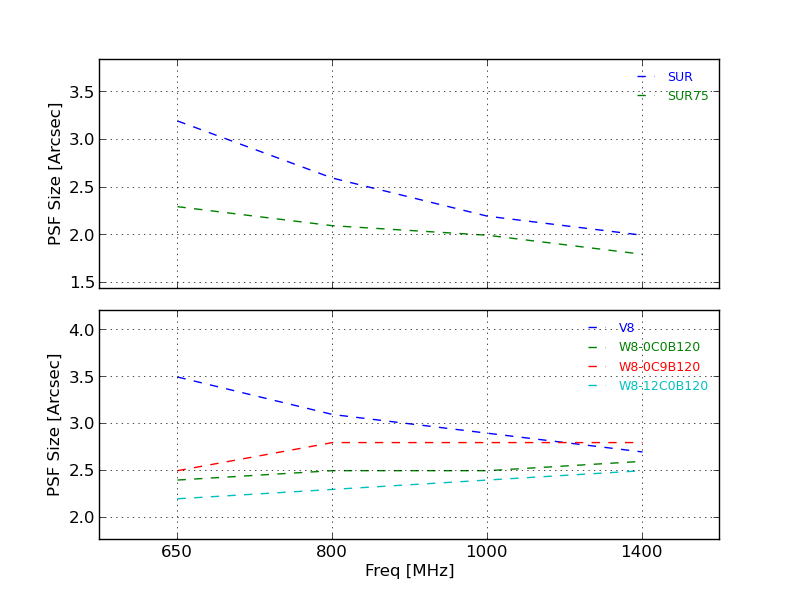 3.5
3.0
2.5
2.0
1.5
PSF Size [Arcsec]
SUR
SUR75
4.0
3.5
3.0
2.5
2.0
PSF Size [Arcsec]
V8
W8-0C0B120
W8-0C9B120
W8-12C0B120
650 800 1000 1400
Freq [MHz]